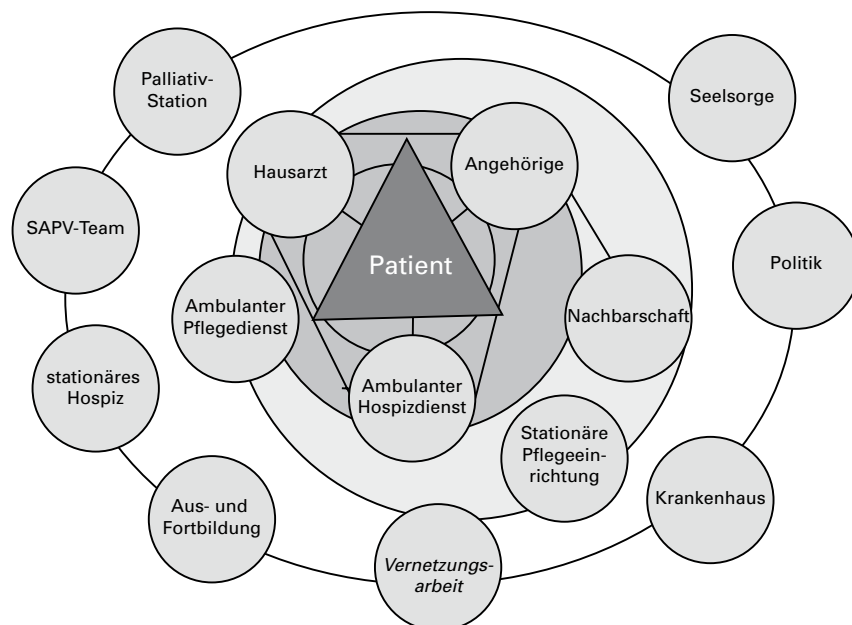 Palliativ-
Station
Seelsorge
Hausarzt
Angehörige
SAPV-Team
Patient
Politik
Ambulanter
Pflegedienst
Nachbarschaft
stationäres
Hospiz
Ambulanter
Hospizdienst
Stationäre
Pflegeein-
richtung
Krankenhaus
Aus- und
Fortbildung
Vernetzungs-
arbeit